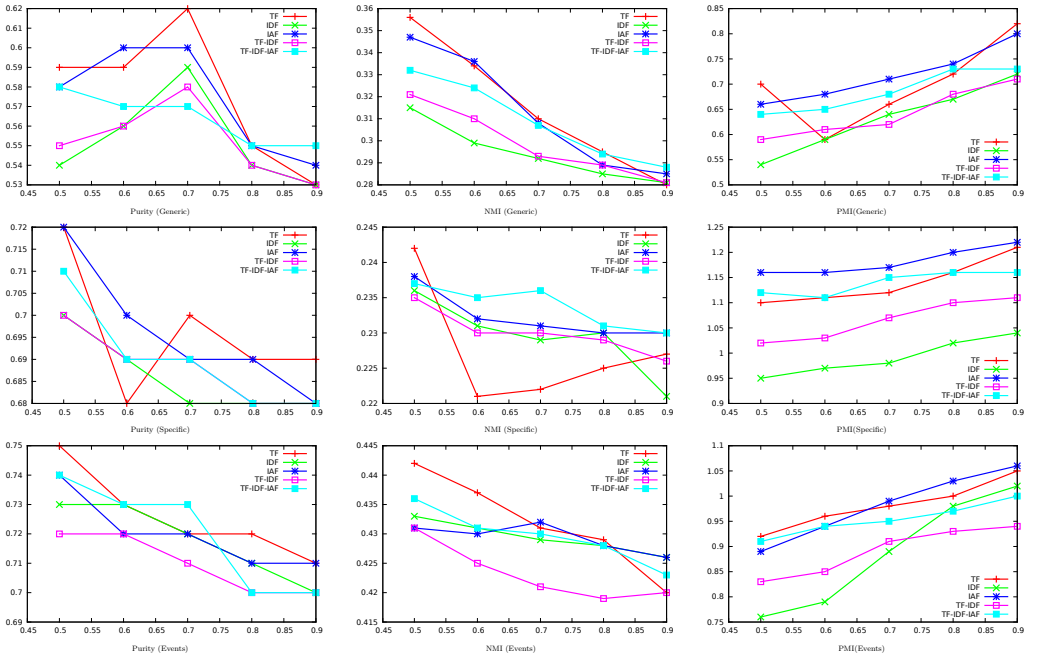 0.62
0.61
0.6
0.59
0.58
0.57
0.56
0.55
0.54
0.53
0.45 0.5 0.55 0.6 0.65 0.7 0.75 0.8 0.85 0.9
TF
IDF
IAF
TF-IDF
TF-IDF-IAF
Purity (Generic)
0.36
0.35
0.34
0.33
0.32
0.31
0.3
0.29
0.28
0.45 0.5 0.55 0.6 0.65 0.7 0.75 0.8 0.85 0.9
TF
IDF
IAF
TF-IDF
TF-IDF-IAF
NMI (Generic)
0.85
0.8
0.75
0.7
0.65
0.6
0.55
0.5
0.45 0.5 0.55 0.6 0.65 0.7 0.75 0.8 0.85 0.9
TF
IDF
IAF
TF-IDF
TF-IDF-IAF
PMI(Generic)
0.72
0.715
0.71
0.705
0.7
0.695
0.69
0.685
0.68
0.45 0.5 0.55 0.6 0.65 0.7 0.75 0.8 0.85 0.9
TF
IDF
IAF
TF-IDF
TF-IDF-IAF
Purity (Specific)
0.245
0.24
0.235
0.23
0.225
0.22
0.45 0.5 0.55 0.6 0.65 0.7 0.75 0.8 0.85 0.9
TF
IDF
IAF
TF-IDF
TF-IDF-IAF
NMI (Specific)
1.25
1.2
1.15
1.1
1.05
1
0.95
0.9
0.45 0.5 0.55 0.6 0.65 0.7 0.75 0.8 0.85 0.9
TF
IDF
IAF
TF-IDF
TF-IDF-IAF
PMI(Specific)
0.75
0.74
0.73
0.72
0.71
0.7
0.69
0.45 0.5 0.55 0.6 0.65 0.7 0.75 0.8 0.85 0.9
TF
IDF
IAF
TF-IDF
TF-IDF-IAF
Purity (Events)
0.445
0.44
0.435
0.43
0.425
0.42
0.415
0.45 0.5 0.55 0.6 0.65 0.7 0.75 0.8 0.85 0.9
TF
IDF
IAF
TF-IDF
TF-IDF-IAF
NMI (Events)
1.1
1.05
1
0.95
0.9
0.85
0.8
0.75
0.45 0.5 0.55 0.6 0.65 0.7 0.75 0.8 0.85 0.9
TF
IDF
IAF
TF-IDF
TF-IDF-IAF
PMI(Events)